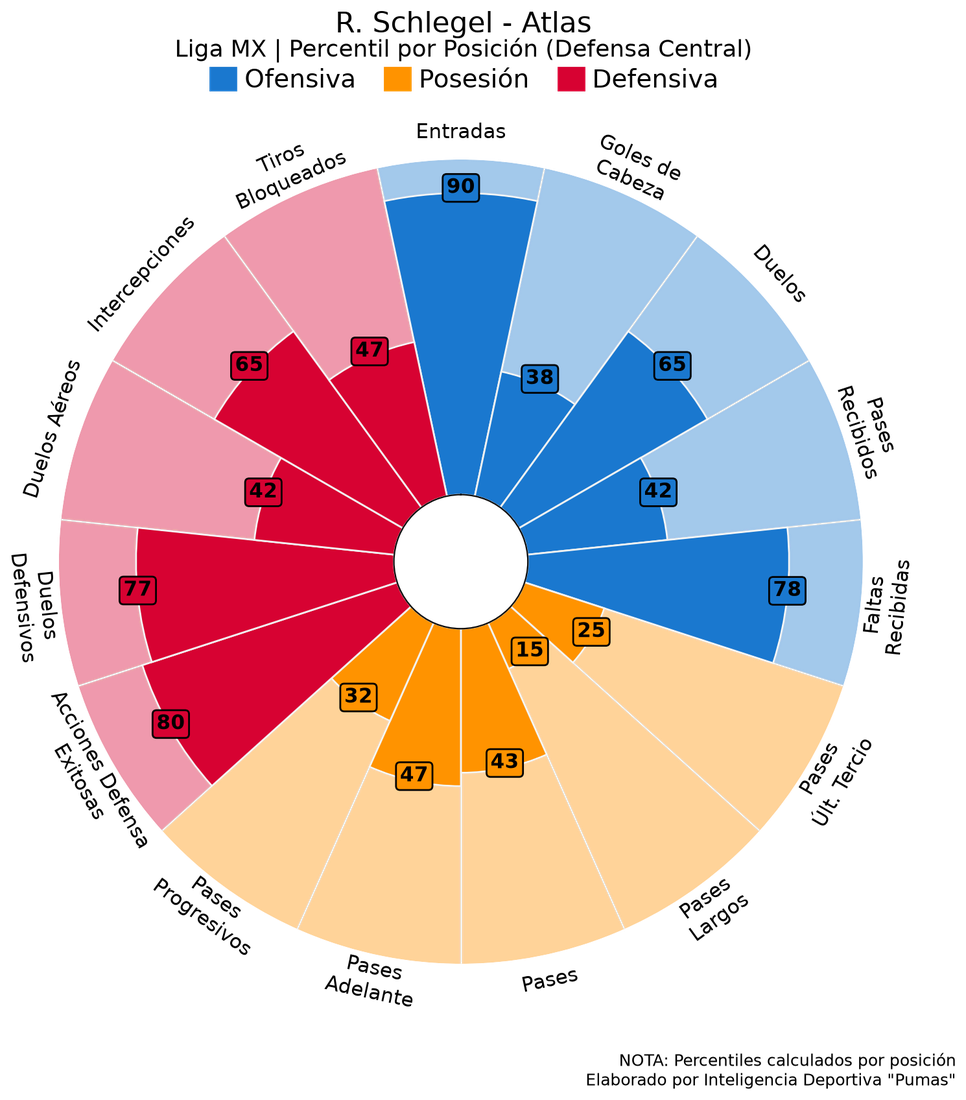 R. Schlegel - Atlas
Liga MX | Percentil por Posición (Defensa Central)
Ofensiva Posesión Defensiva
Entradas
90
Goles de
Cabeza
38
Duelos
65
Pases
Recibidos
42
Faltas
Recibidas
78
Pases
Últ. Tercio
25
Pases
Largos
15
Pases
43
Pases
Adelante
47
Pases
Progresivos
32
Acciones Defensa
Exitosas
80
Duelos
Defensivos
77
Duelos Aéreos
42
Intercepciones
65
Tiros
Bloqueados
47
NOTA: Percentiles calculados por posición
Elaborado por Inteligencia Deportiva "Pumas"